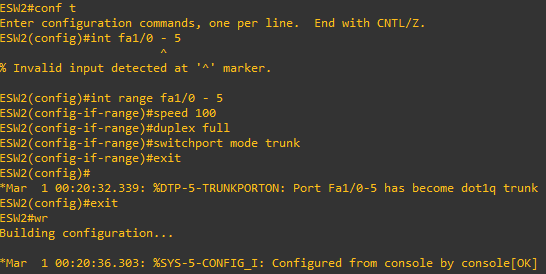 ESW2#conf t
Enter configuration commands, one per line.  End with CNTL/Z.
ESW2(config)#int fa1/0 - 5
                       ^
% Invalid input detected at '^' marker.

ESW2(config)#int range fa1/0 - 5
ESW2(config-if-range)#speed 100
ESW2(config-if-range)#duplex full
ESW2(config-if-range)#switchport mode trunk
ESW2(config-if-range)#exit
ESW2(config)#
*Mar  1 00:20:32.339: %DTP-5-TRUNKPORTON: Port Fa1/0-5 has become dot1q trunk
ESW2(config)#exit
ESW2#wr
Building configuration...

*Mar  1 00:20:36.303: %SYS-5-CONFIG_I: Configured from console by console[OK]